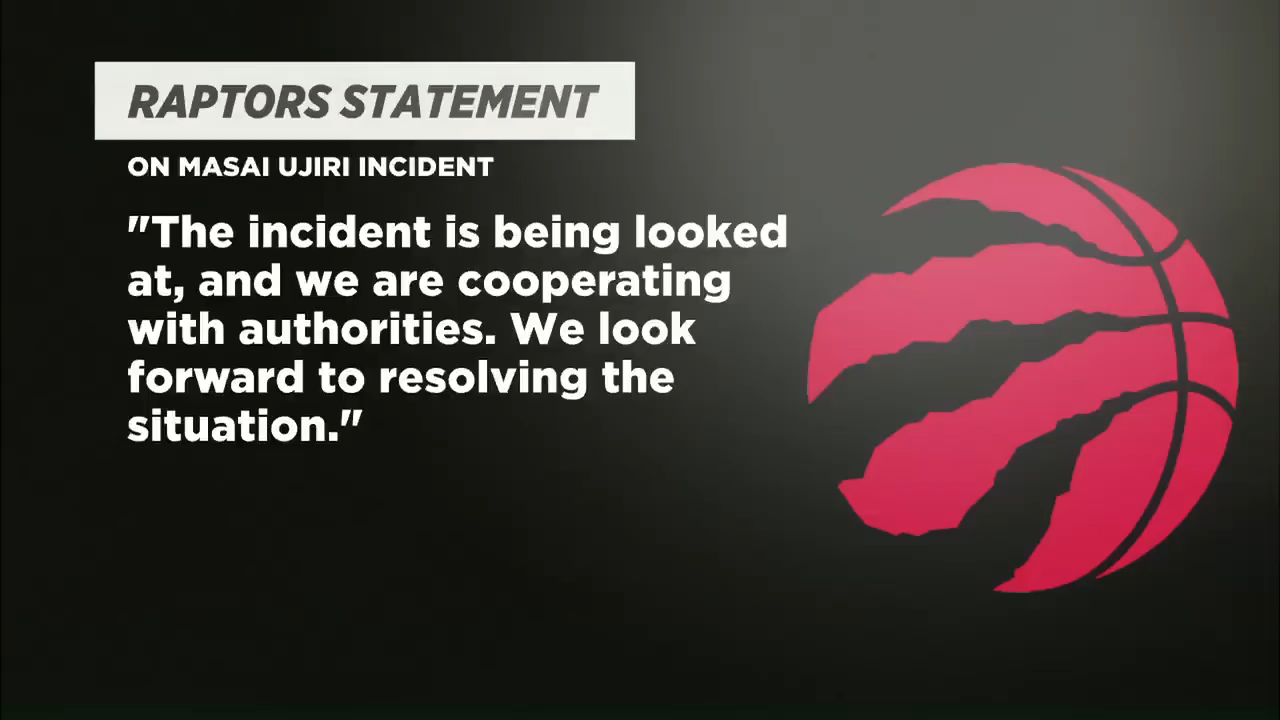 RAPTORS STATEMENT
ON MASAI UJIRI INCIDENT
"The incident is being looked
at, and we are cooperating
with authorities. We look
forward to resolving the
situation."